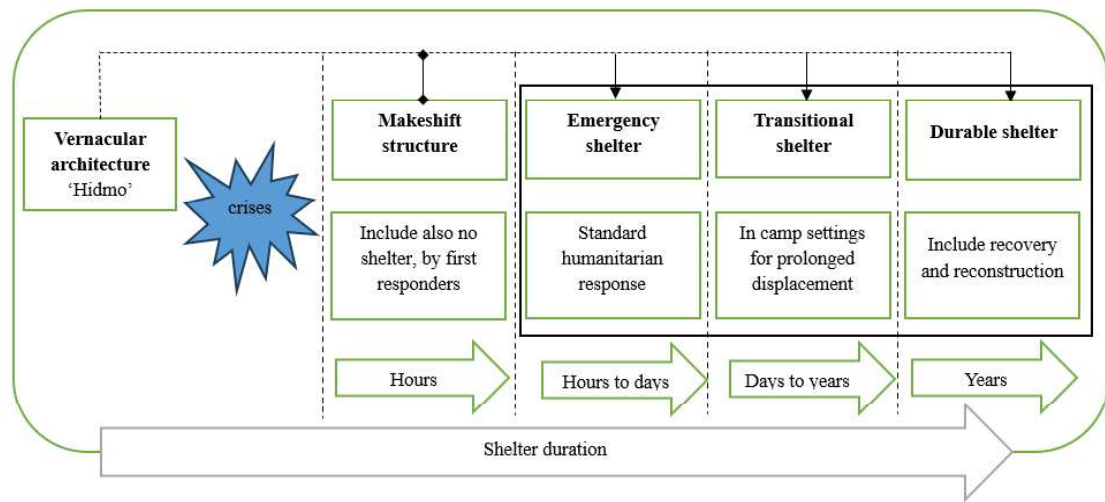 Vernacular
architecture
‘Hidmo’
crises
Makeshift
structure
Include also no
shelter, by first
responders
Hours
Emergency
shelter
Standard
humanitarian
response
Hours to days
Transitional
shelter
In camp settings
for prolonged
displacement
Days to years
Durable shelter
Include recovery
and reconstruction
Years
Shelter duration